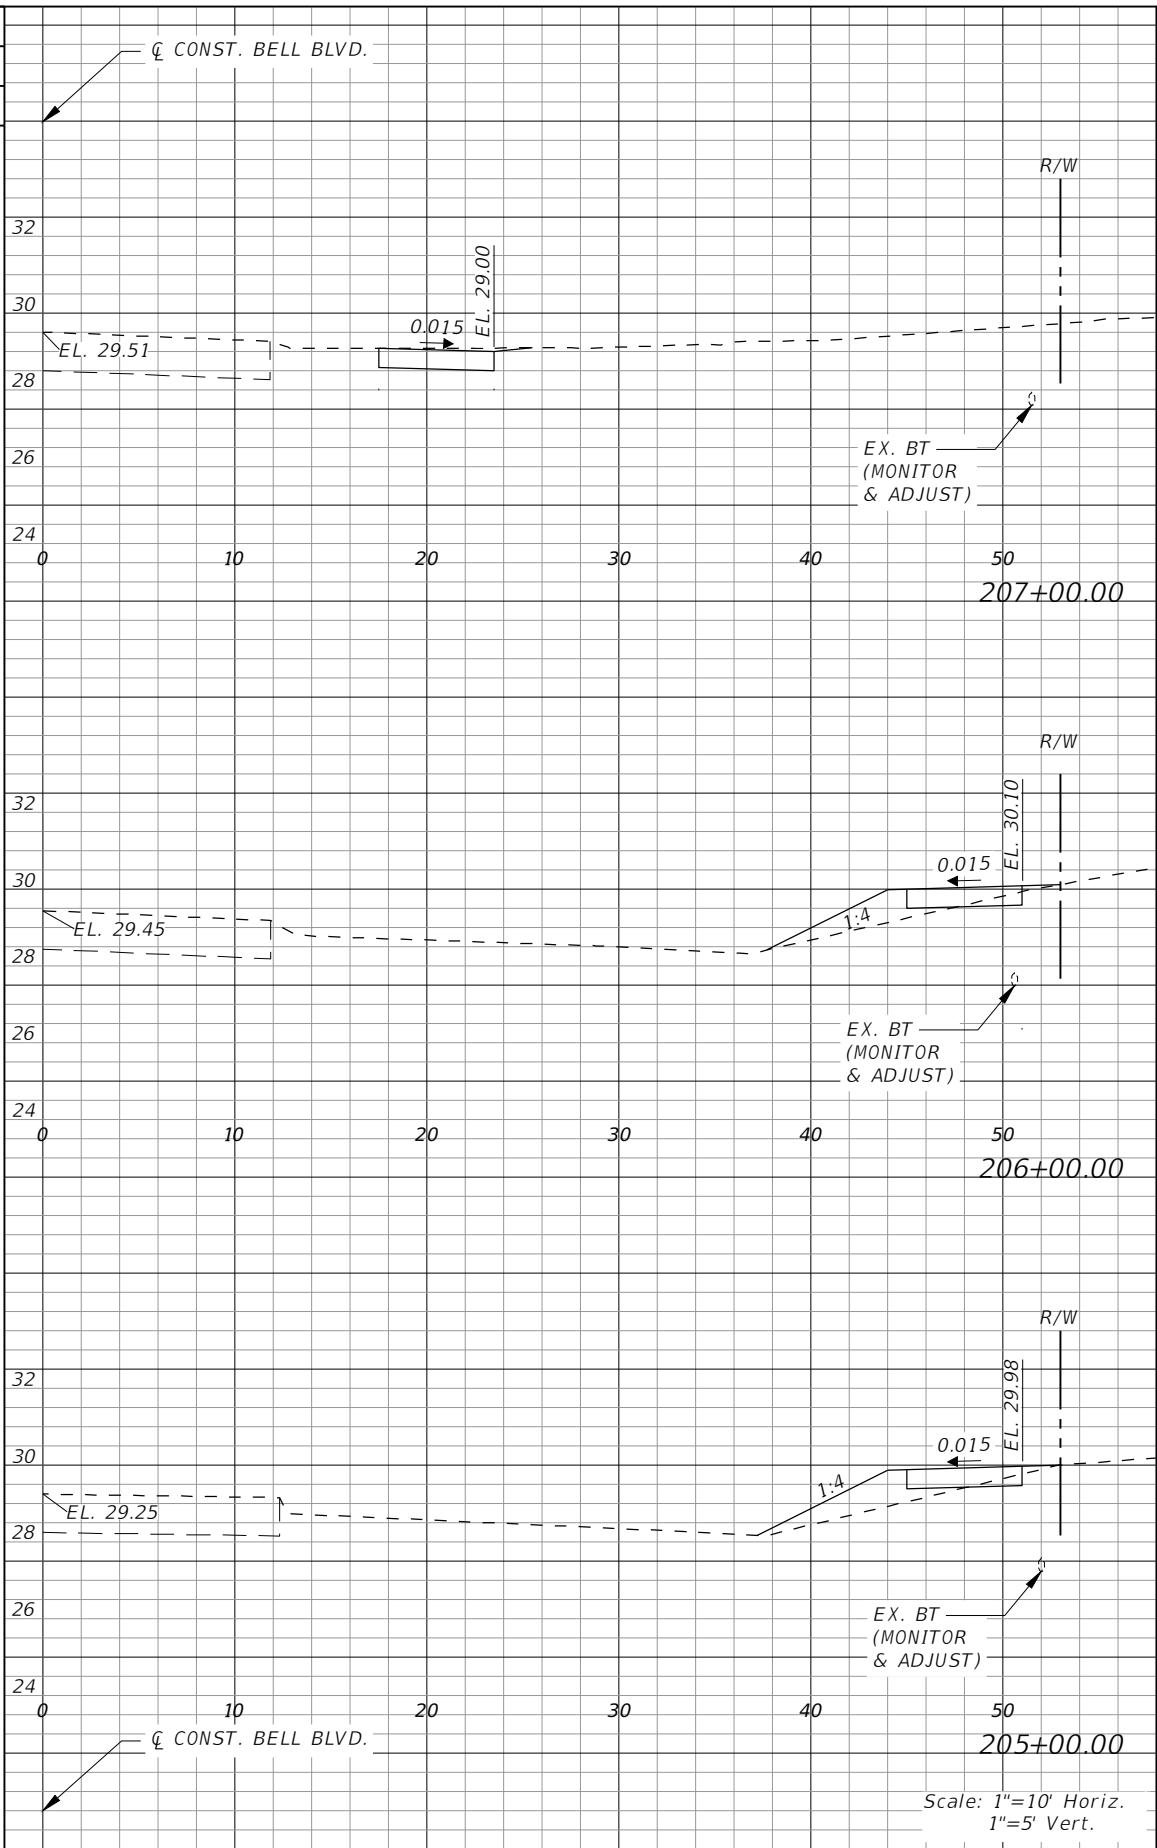 ℄ CONST. BELL BLVD.
R/W
32
EL. 29.00
30
0.015
EL. 29.51
28
EX. BT
(MONITOR
& ADJUST)
26
24
0 10 20 30 40 50
207+00.00
R/W
32
EL. 30.10
30
0.015
1:4
EL. 29.45
28
26
EX. BT
(MONITOR
& ADJUST)
24
0 10 20 30 40 50
206+00.00
R/W
32
EL. 29.98
30
0.015
1:4
EL. 29.25
28
26
EX. BT
(MONITOR
& ADJUST)
24
0 10 20 30 40 50
℄ CONST. BELL BLVD.
205+00.00
Scale: 1"=10' Horiz.
1"=5' Vert.